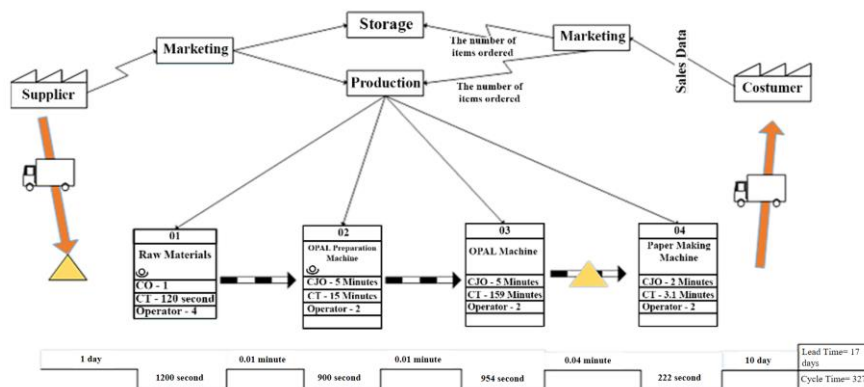 Storage
Marketing
The number of
items ordered
Marketing
Sales Data
Supplier
Production
The number of
items ordered
Costumer
01
Raw Materials
CO - 1
CT - 120 second
Operator - 4
02
OPAL Preparation
Machine
CJO - 5 Minutes
CT - 15 Minutes
Operator - 2
03
OPAL Machine
CJO - 5 Minutes
CT - 159 Minutes
Operator - 2
04
Paper Making
Machine
CJO - 2 Minutes
CT - 3.1 Minutes
Operator - 2
1 day
0.01 minute
0.01 minute
0.04 minute
10 day
Lead Time= 17
days
1200 second
900 second
954 second
222 second
Cycle Time= 327